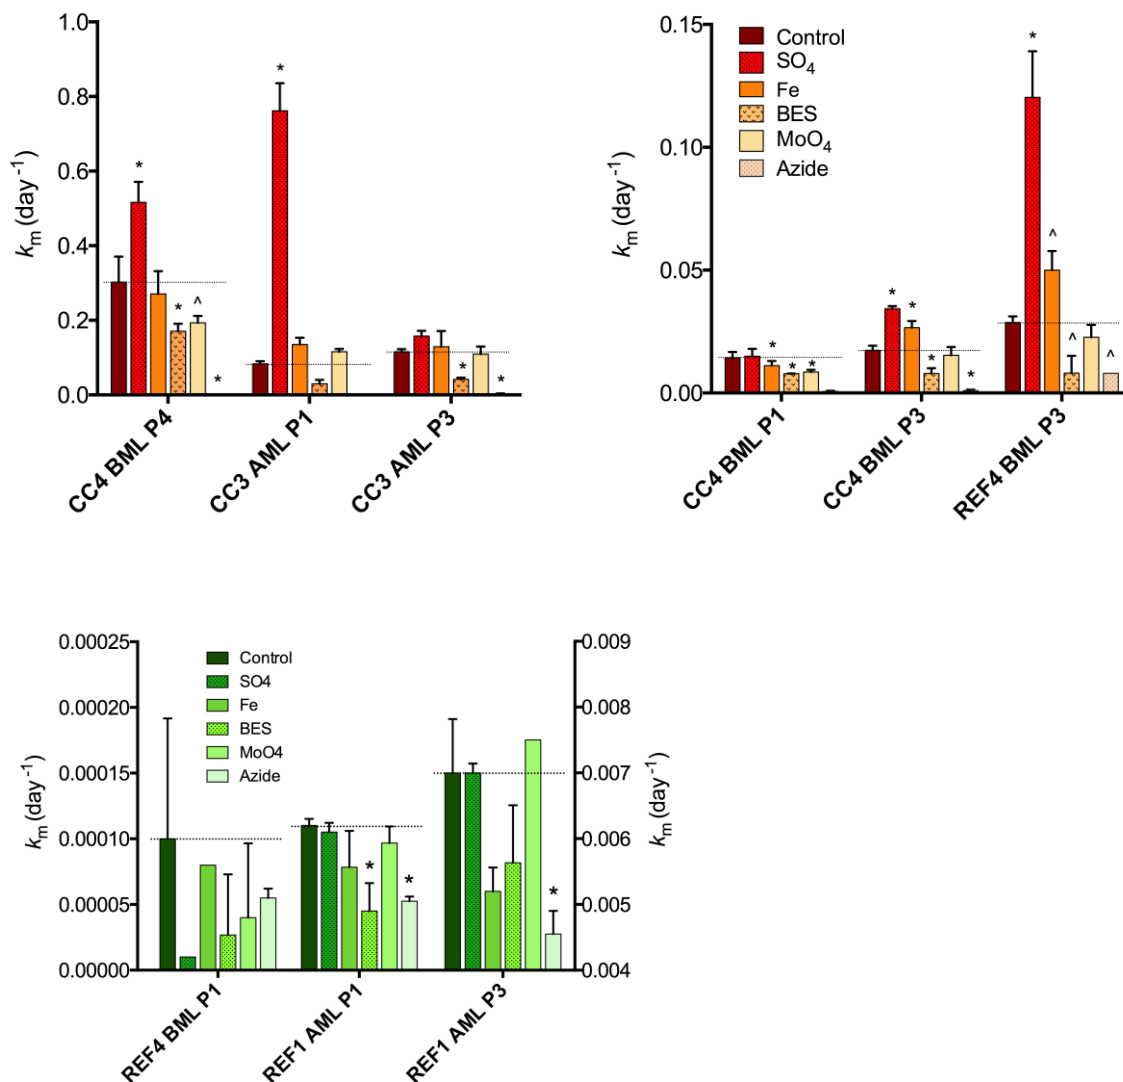 1.0
0.8
0.6
0.4
0.2
0.0
k_m (day⁻¹)
*
*
*
^
*
*
*
CC4 BML P4
CC3 AML P1
CC3 AML P3
0.15
0.10
0.05
0.00
k_m (day⁻¹)
Control
SO₄
Fe
BES
MoO₄
Azide
*
*
*
*
*
*
*
*
^
^
^
CC4 BML P1
CC4 BML P3
REF4 BML P3
0.00025
0.00020
0.00015
0.00010
0.00005
0.00000
k_m (day⁻¹)
Control
SO4
Fe
BES
MoO4
Azide
*
*
*
0.009
0.008
0.007
0.006
0.005
0.004
k_m (day⁻¹)
REF4 BML P1
REF1 AML P1
REF1 AML P3